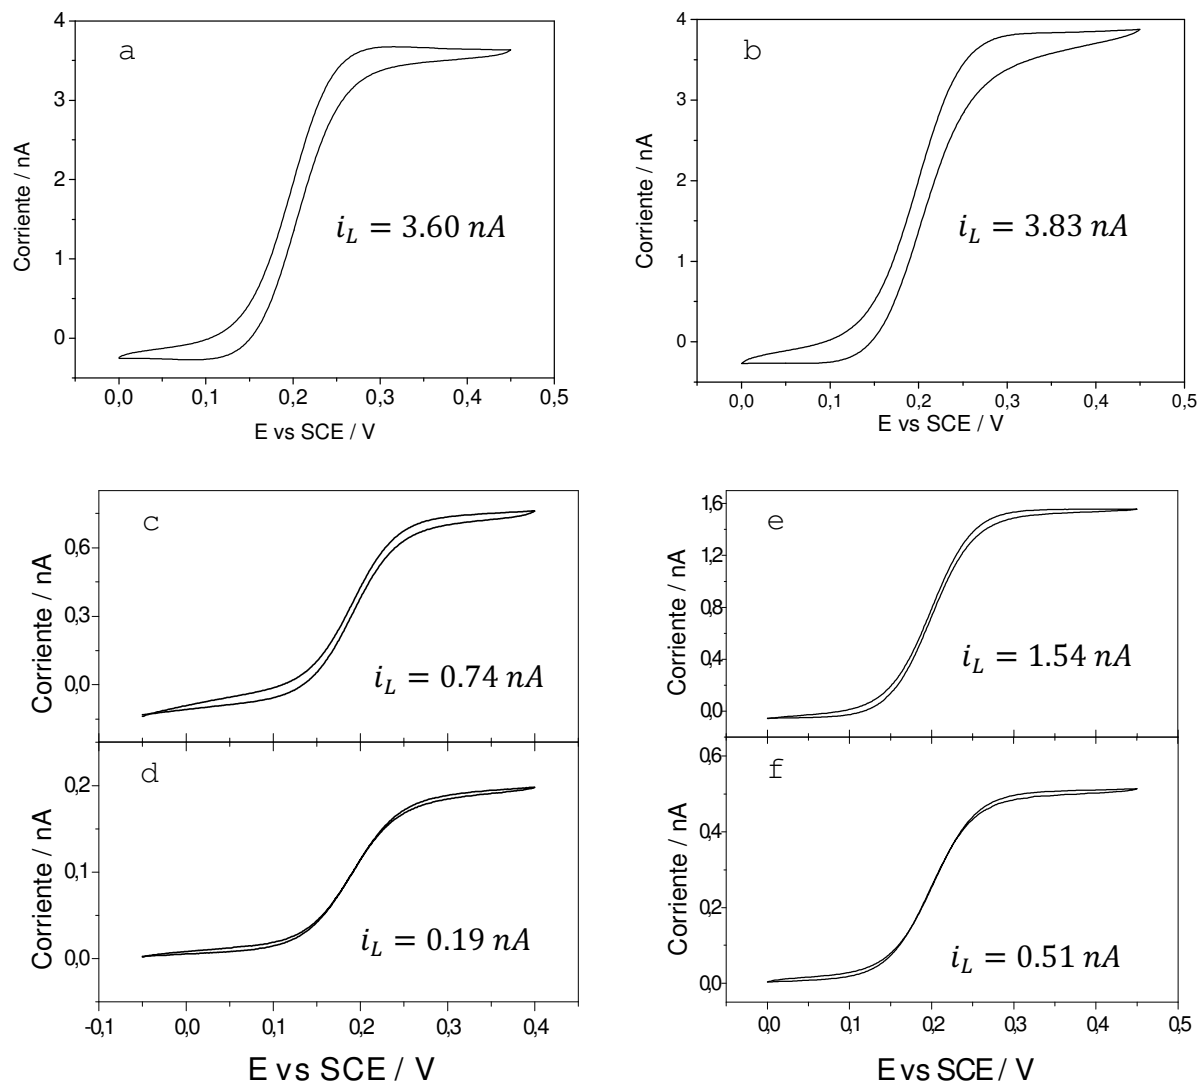 a
4
3
2
1
0
Corriente / nA
i_L = 3.60 nA
0,0 0,1 0,2 0,3 0,4 0,5
E vs SCE / V
b
4
3
2
1
0
Corriente / nA
i_L = 3.83 nA
0,0 0,1 0,2 0,3 0,4 0,5
E vs SCE / V
c
0,6
0,3
0,0
Corriente / nA
i_L = 0.74 nA
d
0,2
0,1
0,0
Corriente / nA
i_L = 0.19 nA
-0,1 0,0 0,1 0,2 0,3 0,4
E vs SCE / V
e
1,6
1,2
0,8
0,4
0,0
Corriente / nA
i_L = 1.54 nA
f
0,6
0,4
0,2
0,0
Corriente / nA
i_L = 0.51 nA
0,0 0,1 0,2 0,3 0,4 0,5
E vs SCE / V